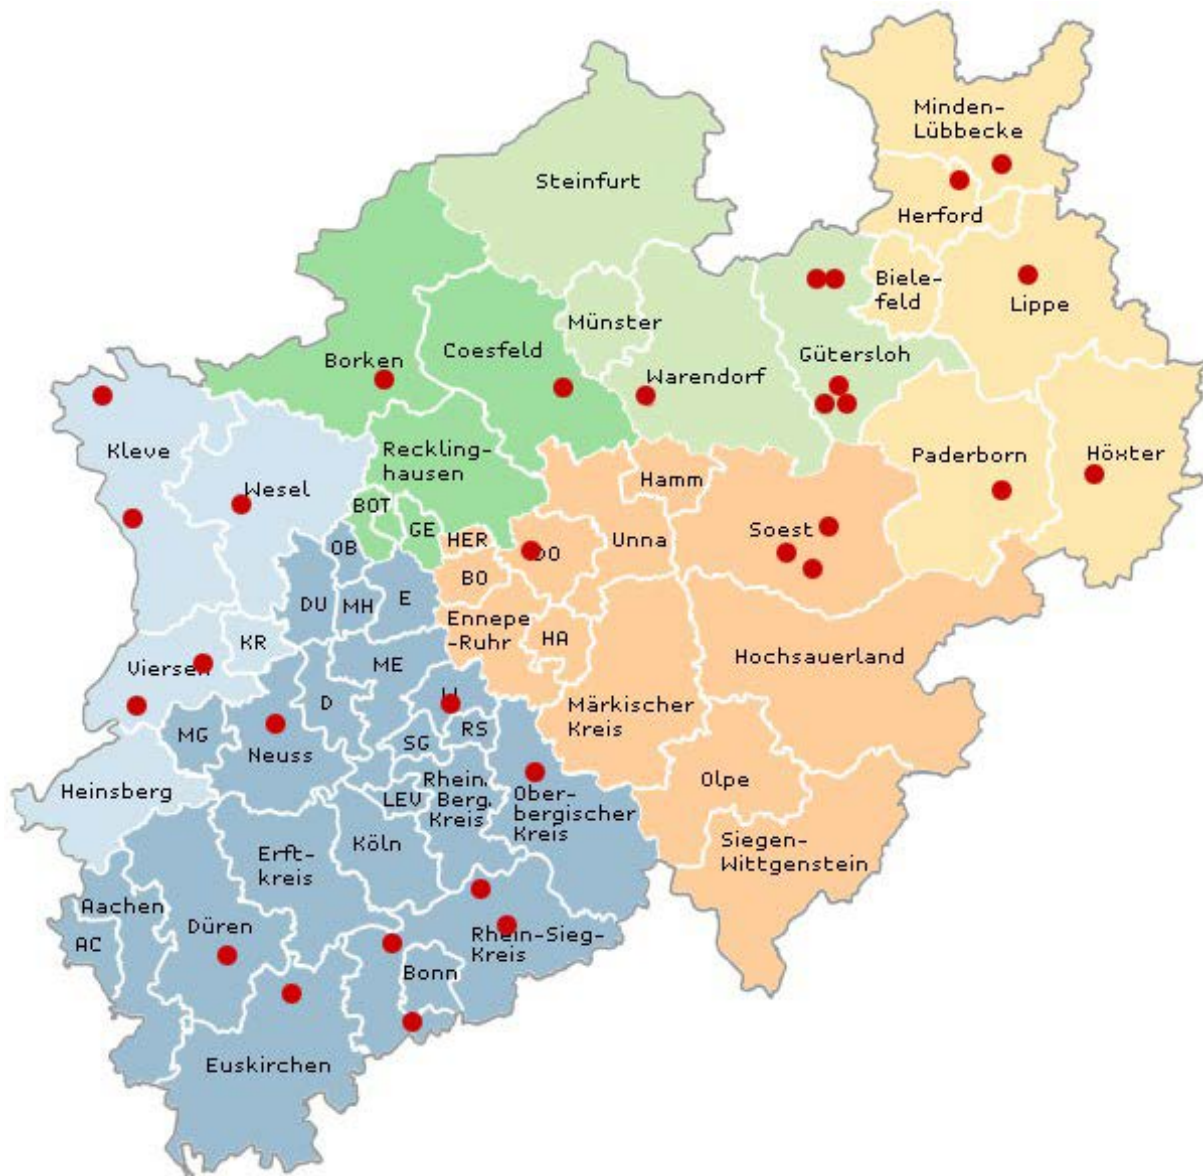 Minden-
Lübbecke
Steinfurt
Herford
Biele-
feld
Lippe
Münster
Coesfeld
Borken
Gütersloh
Warendorf
Kleve
Reckling-
hausen
Paderborn
Höxter
Wesel
Hamm
BOT
GE
Soest
HER
Unna
OB
DO
BO
DU
MH
E
Ennepe
-Ruhr
HA
KR
Viersen
ME
Hochsauerland
W
D
Märkischer
Kreis
MG
Neuss
SG
RS
Heinsberg
Rhein.
Berg.
Kreis
LEV
Ober-
bergischer
Kreis
Olpe
Köln
Erft-
kreis
Siegen-
Wittgenstein
Aachen
AC
Düren
Rhein-Sieg-
Kreis
Bonn
Euskirchen